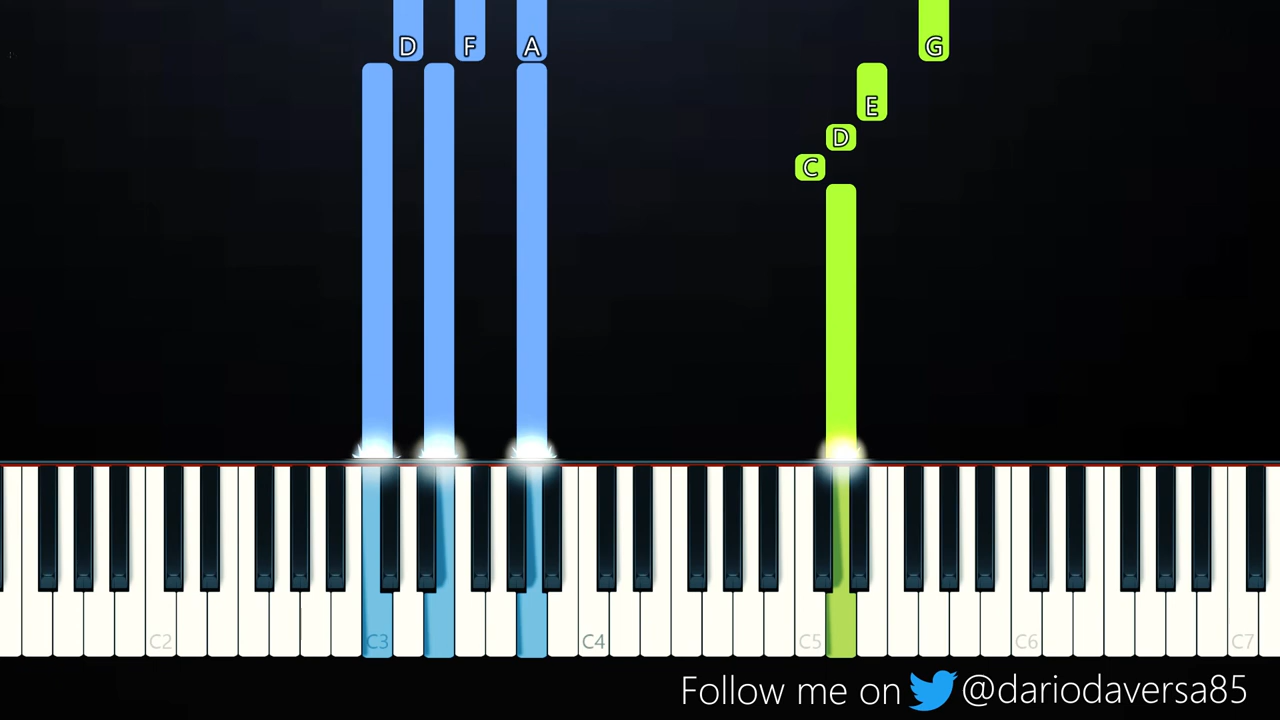 D F A G
E
D
C
C2 C3 C4 C5 C6 C7
Follow me on @dariodaversa85